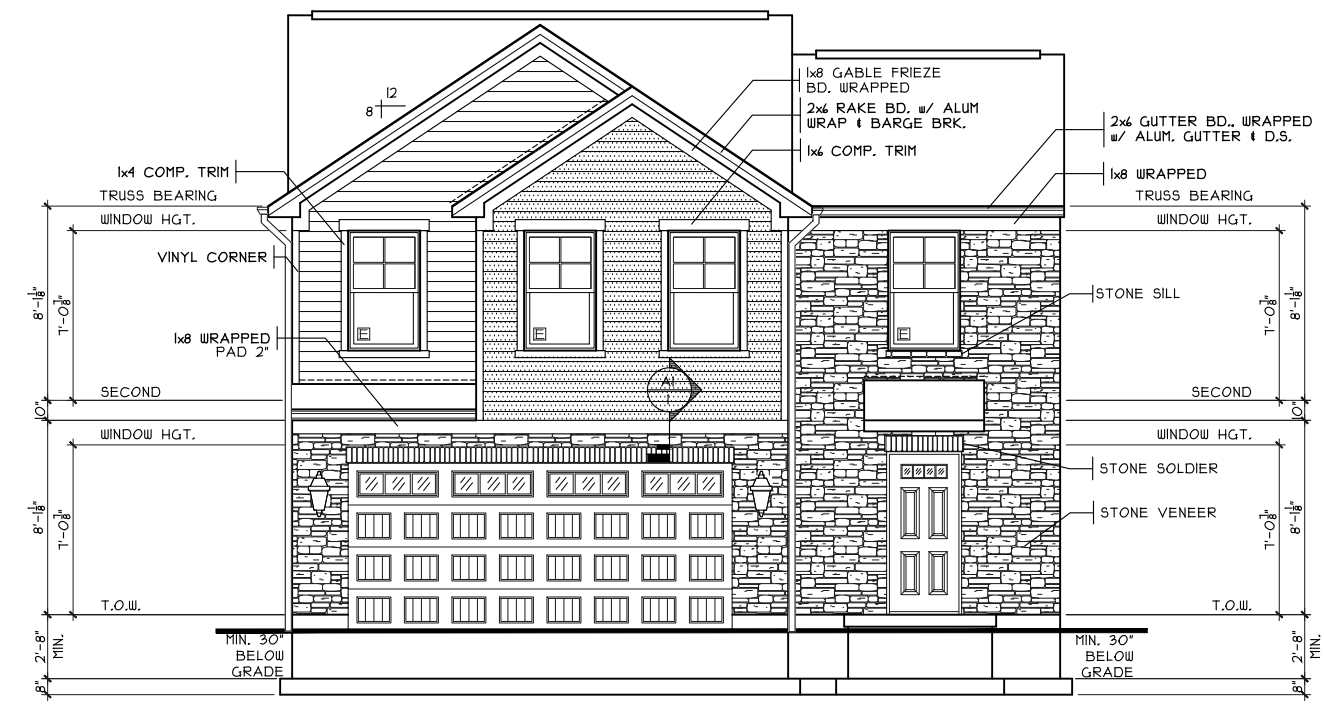 12
8
1x8 GABLE FRIEZE
BD. WRAPPED
2x6 RAKE BD. w/ ALUM
WRAP & BARGE BRK.
1x6 COMP. TRIM
2x6 GUTTER BD., WRAPPED
w/ ALUM. GUTTER & D.S.
1x8 WRAPPED
TRUSS BEARING
WINDOW HGT.
1x4 COMP. TRIM
TRUSS BEARING
WINDOW HGT.
VINYL CORNER
8'-1 1/8"
7'-0 5/8"
1x8 WRAPPED
PAD 2"
E
E
E
STONE SILL
7'-0 5/8"
8'-1 1/8"
A1
1
SECOND
10"
SECOND
10"
WINDOW HGT.
WINDOW HGT.
STONE SOLDIER
STONE VENEER
8'-1 1/8"
7'-0 5/8"
7'-0 5/8"
8'-1 1/8"
T.O.W.
T.O.W.
2'-8"
MIN.
MIN. 30"
BELOW
GRADE
8"
MIN. 30"
BELOW
GRADE
2'-8"
MIN.
8"